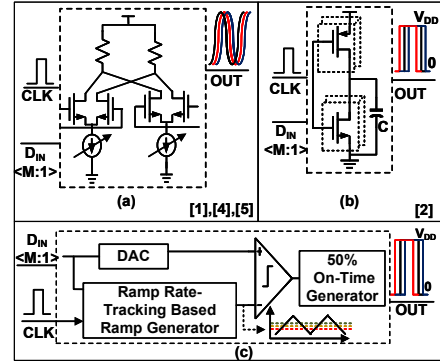 CLK
D_IN
<M:1>
OUT
(a)
[1],[4],[5]
CLK
D_IN
<M:1>
C
V_DD
0
OUT
(b)
[2]
D_IN
<M:1>
CLK
DAC
Ramp Rate-
Tracking Based
Ramp Generator
50%
On-Time
Generator
V_DD
0
OUT
(c)